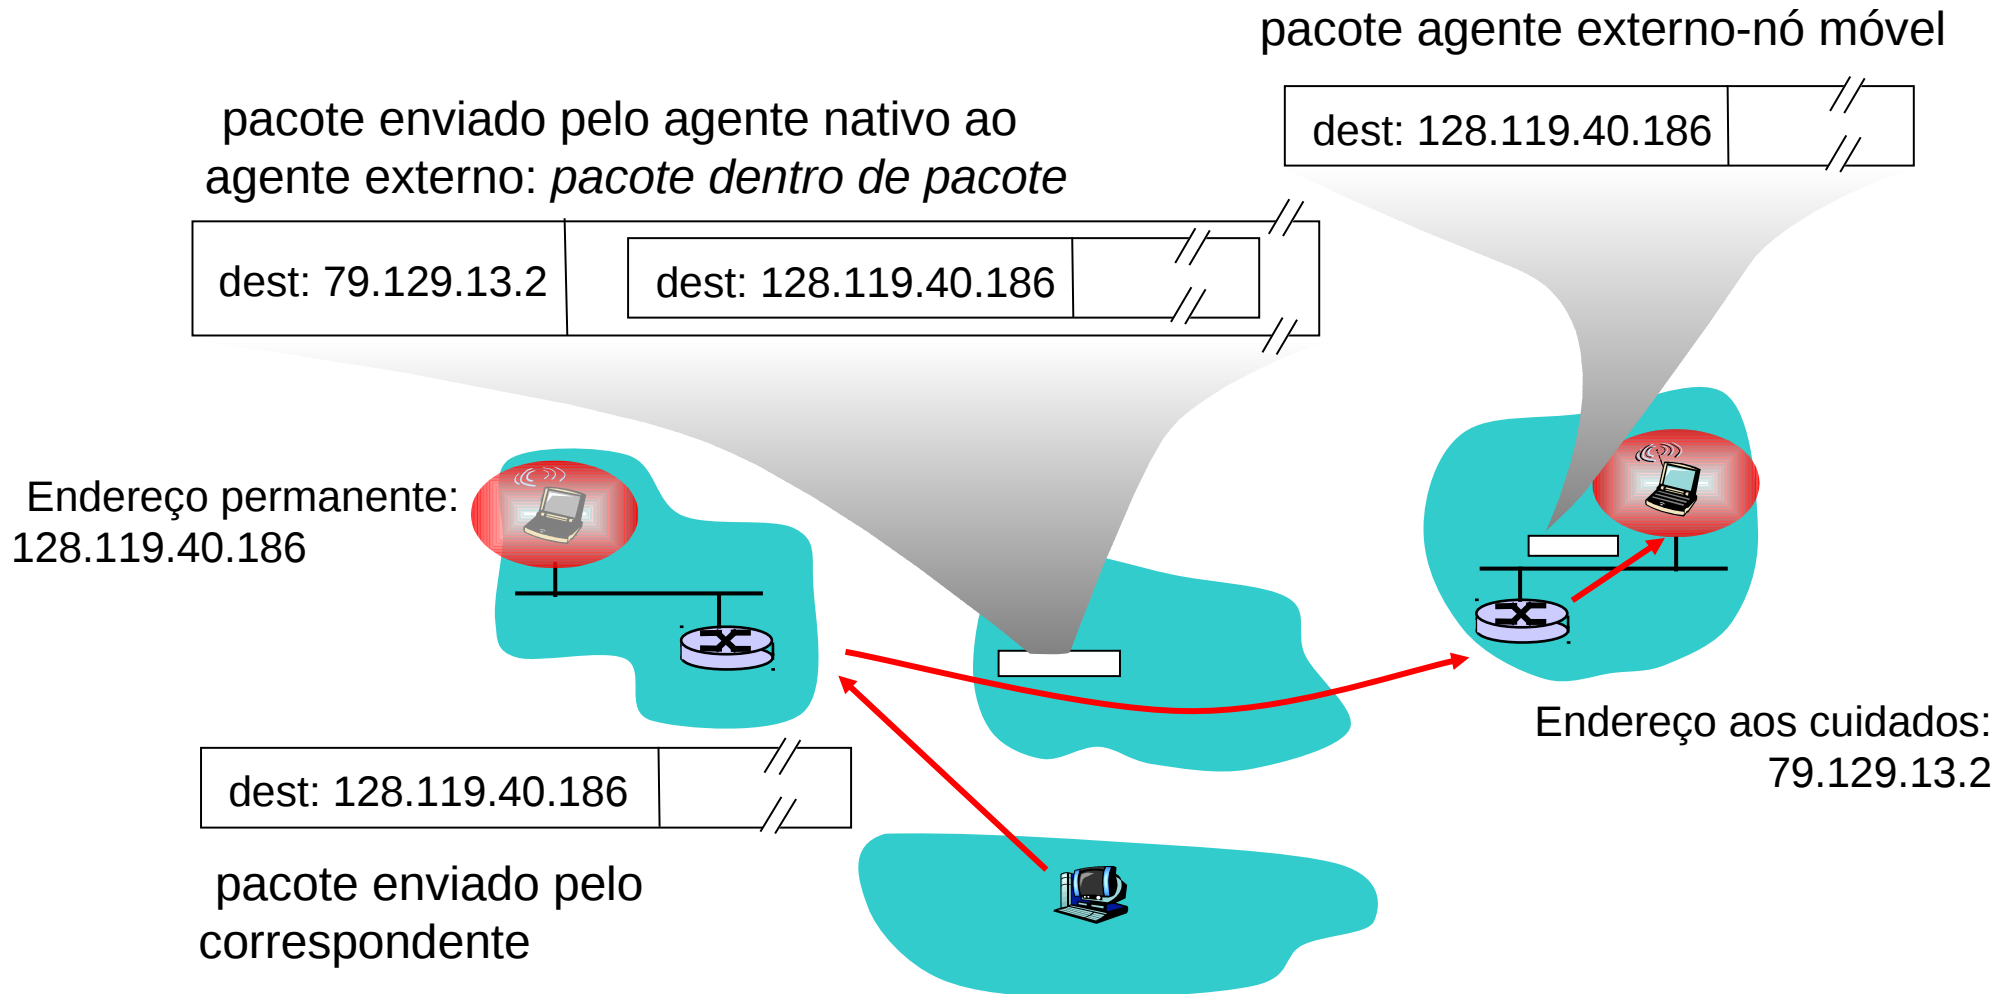 pacote agente externo-nó móvel
dest: 128.119.40.186
pacote enviado pelo agente nativo ao
agente externo: pacote dentro de pacote
dest: 79.129.13.2
dest: 128.119.40.186
Endereço permanente:
128.119.40.186
Endereço aos cuidados:
79.129.13.2
dest: 128.119.40.186
pacote enviado pelo
correspondente